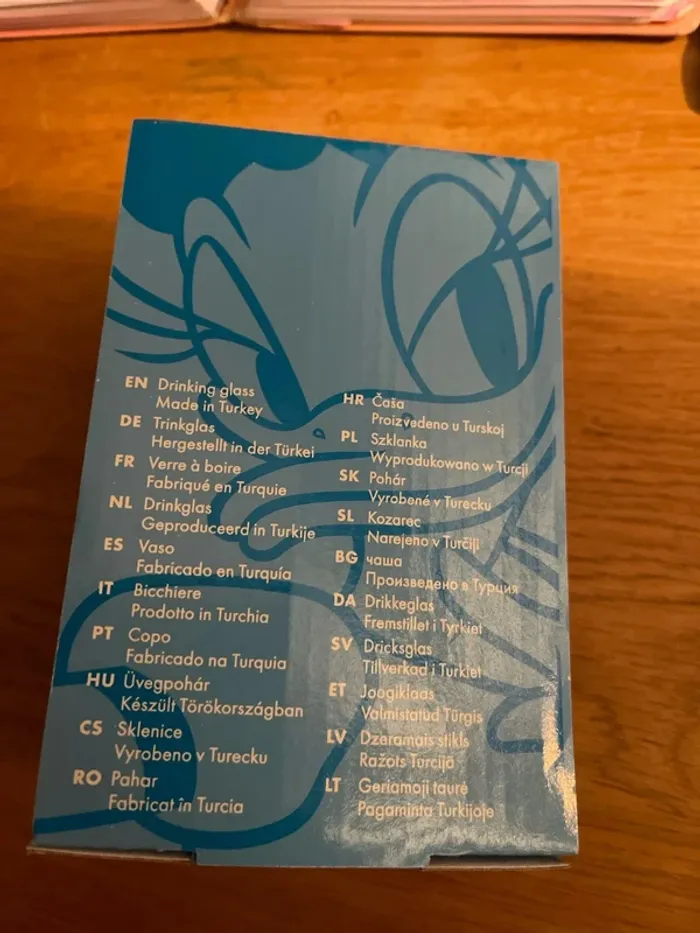 EN Drinking glass
Made in Turkey
DE Trinkglas
Hergestellt in der Türkei
FR Verre à boire
Fabriqué en Turquie
NL Drinkglas
Geproduceerd in Turkije
ES Vaso
Fabricado en Turquía
IT Bicchiere
Prodotto in Turchia
PT Copo
Fabricado na Turquia
HU Üvegpohár
Készült Törökországban
CS Sklenice
Vyrobeno v Turecku
RO Pahar
Fabricat în Turcia
HR Čaša
Proizvedeno u Turskoj
PL Szklanka
Wyprodukowano w Turcji
SK Pohár
Vyrobené v Turecku
SL Kozarec
Narejeno v Turčiji
BG чаша
Произведено в Турция
DA Drikkeglas
Fremstillet i Tyrkiet
SV Dricksglas
Tillverkad i Turkiet
ET Joogiklaas
Valmistatud Türgis
LV Dzeramais stikls
Ražots Turcijā
LT Geriamoji taurė
Pagaminta Turkijoje